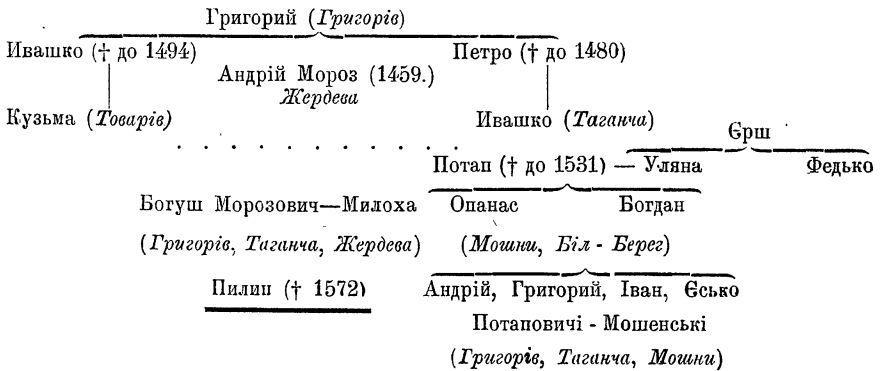 Григорий (Григорів)
Ивашко († до 1494) Петро († до 1480)
Андрій Мороз (1459.)
Жердева
Кузьма (Товарів) Ивашко (Таганча)
Єрш
. . . . . . . . . . . .
Потап († до 1531) — Уляна Федько
Богуш Морозович—Милоха Опанас Богдан
(Григорів, Таганча, Жердева) (Мошни, Біл - Берег)
Пилип († 1572) Андрій, Григорий, Іван, Єсько
Потаповичі - Мошенські
(Григорів, Таганча, Мошни)